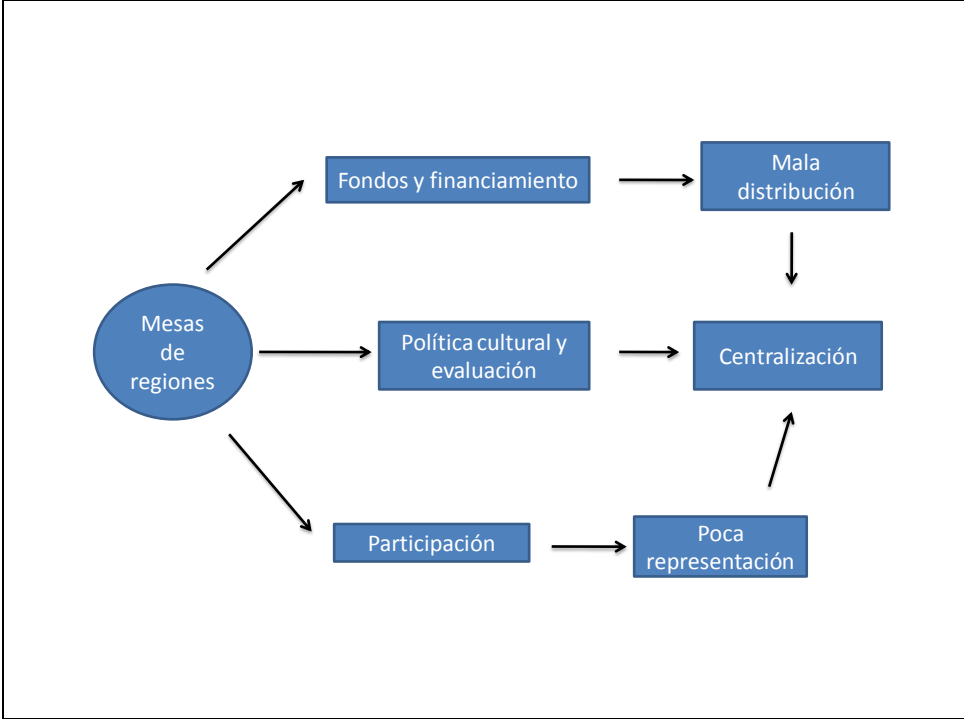 Fondos y financiamiento
Mala
distribución
Mesas
de
regiones
Política cultural y
evaluación
Centralización
Participación
Poca
representación